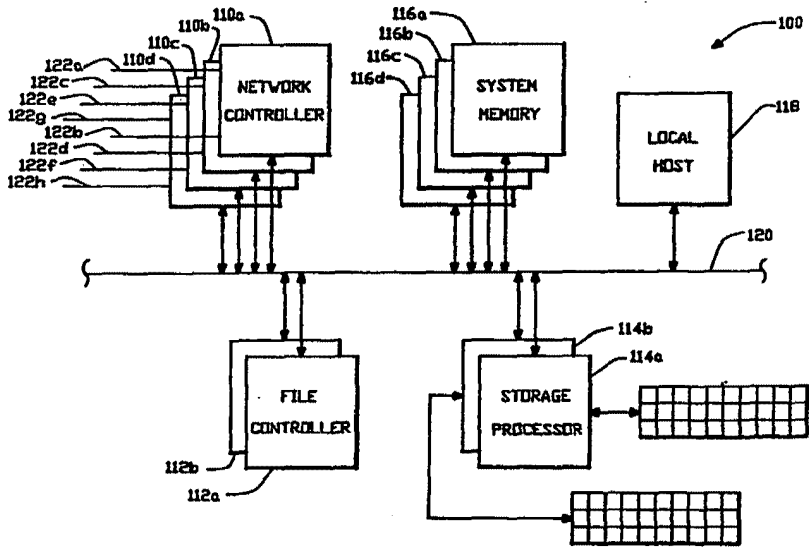 110a
110b
110c
110d
122a
122c
122e
122g
122b
122d
122f
122h
NETWORK
CONTROLLER
116a
116b
116c
116d
SYSTEM
MEMORY
100
118
LOCAL
HOST
120
114b
114a
FILE
CONTROLLER
STORAGE
PROCESSOR
112b
112a